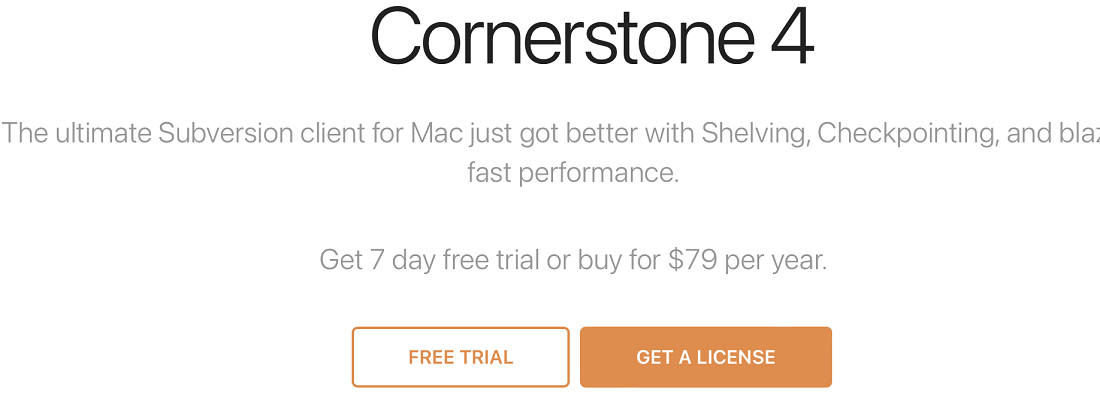 Cornerstone 4
The ultimate Subversion client for Mac just got better with Shelving, Checkpointing, and
fast performance.
Get 7 day free trial or buy for $79 per year.
FREE TRIAL
GET A LICENSE